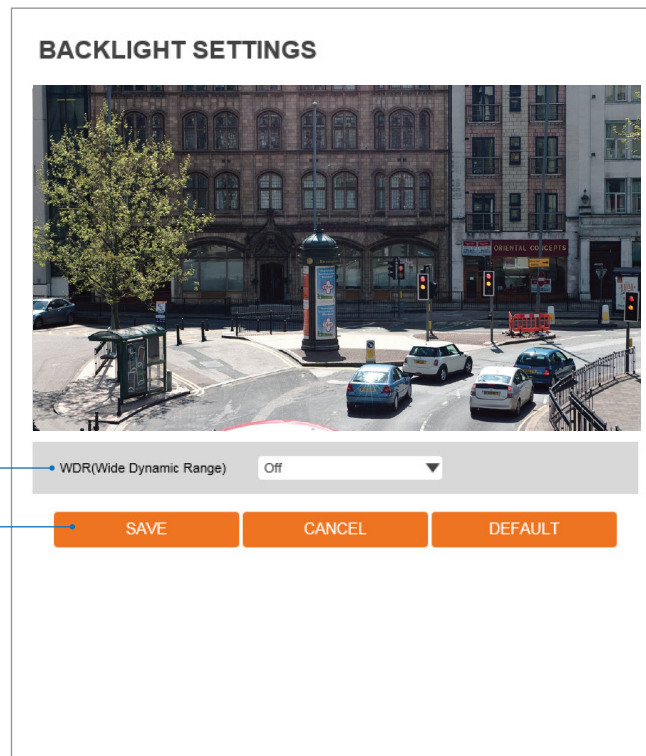 BACKLIGHT SETTINGS
ORIENTAL CONCEPTS
WDR(Wide Dynamic Range) Off
SAVE CANCEL DEFAULT